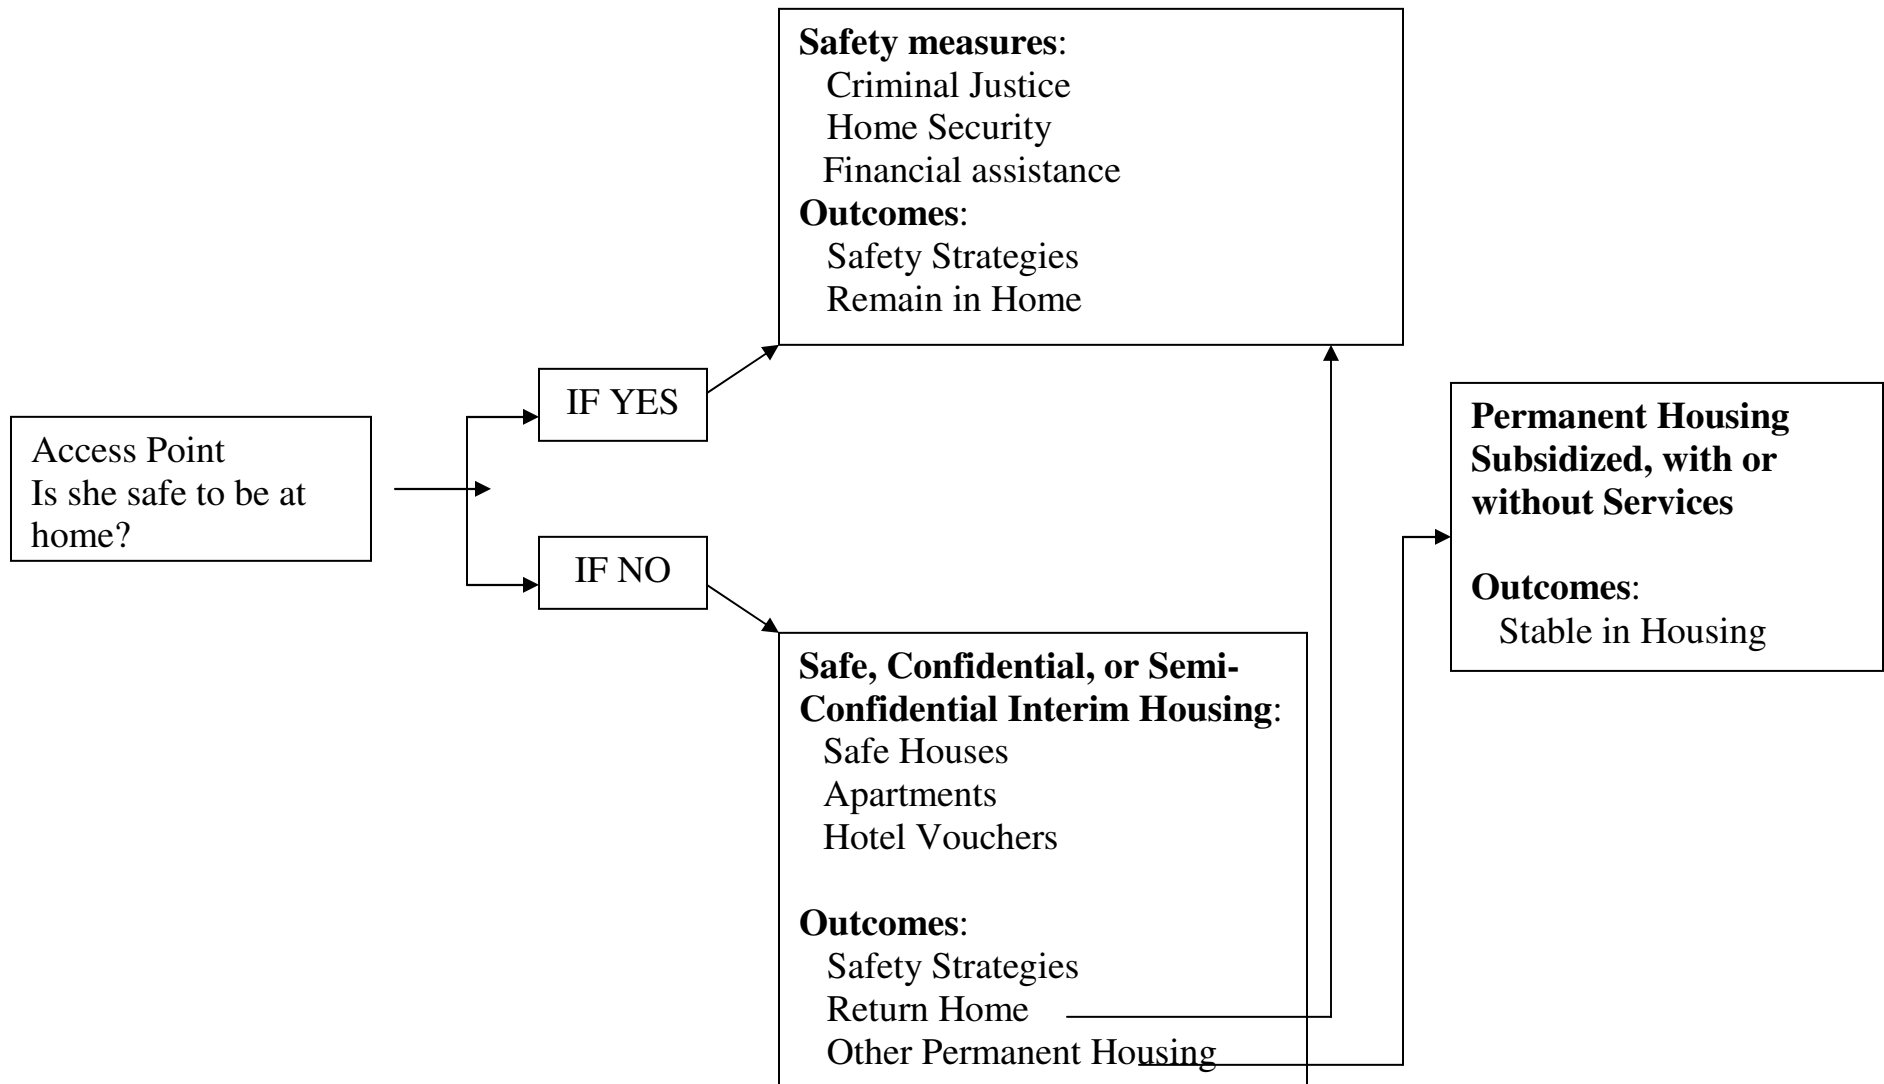 Safety measures:
Criminal Justice
Home Security
Financial assistance
Outcomes:
Safety Strategies
Remain in Home
IF YES
Access Point
Is she safe to be at
home?
IF NO
Permanent Housing
Subsidized, with or
without Services
Outcomes:
Stable in Housing
Safe, Confidential, or Semi-
Confidential Interim Housing:
Safe Houses
Apartments
Hotel Vouchers
Outcomes:
Safety Strategies
Return Home
Other Permanent Housing